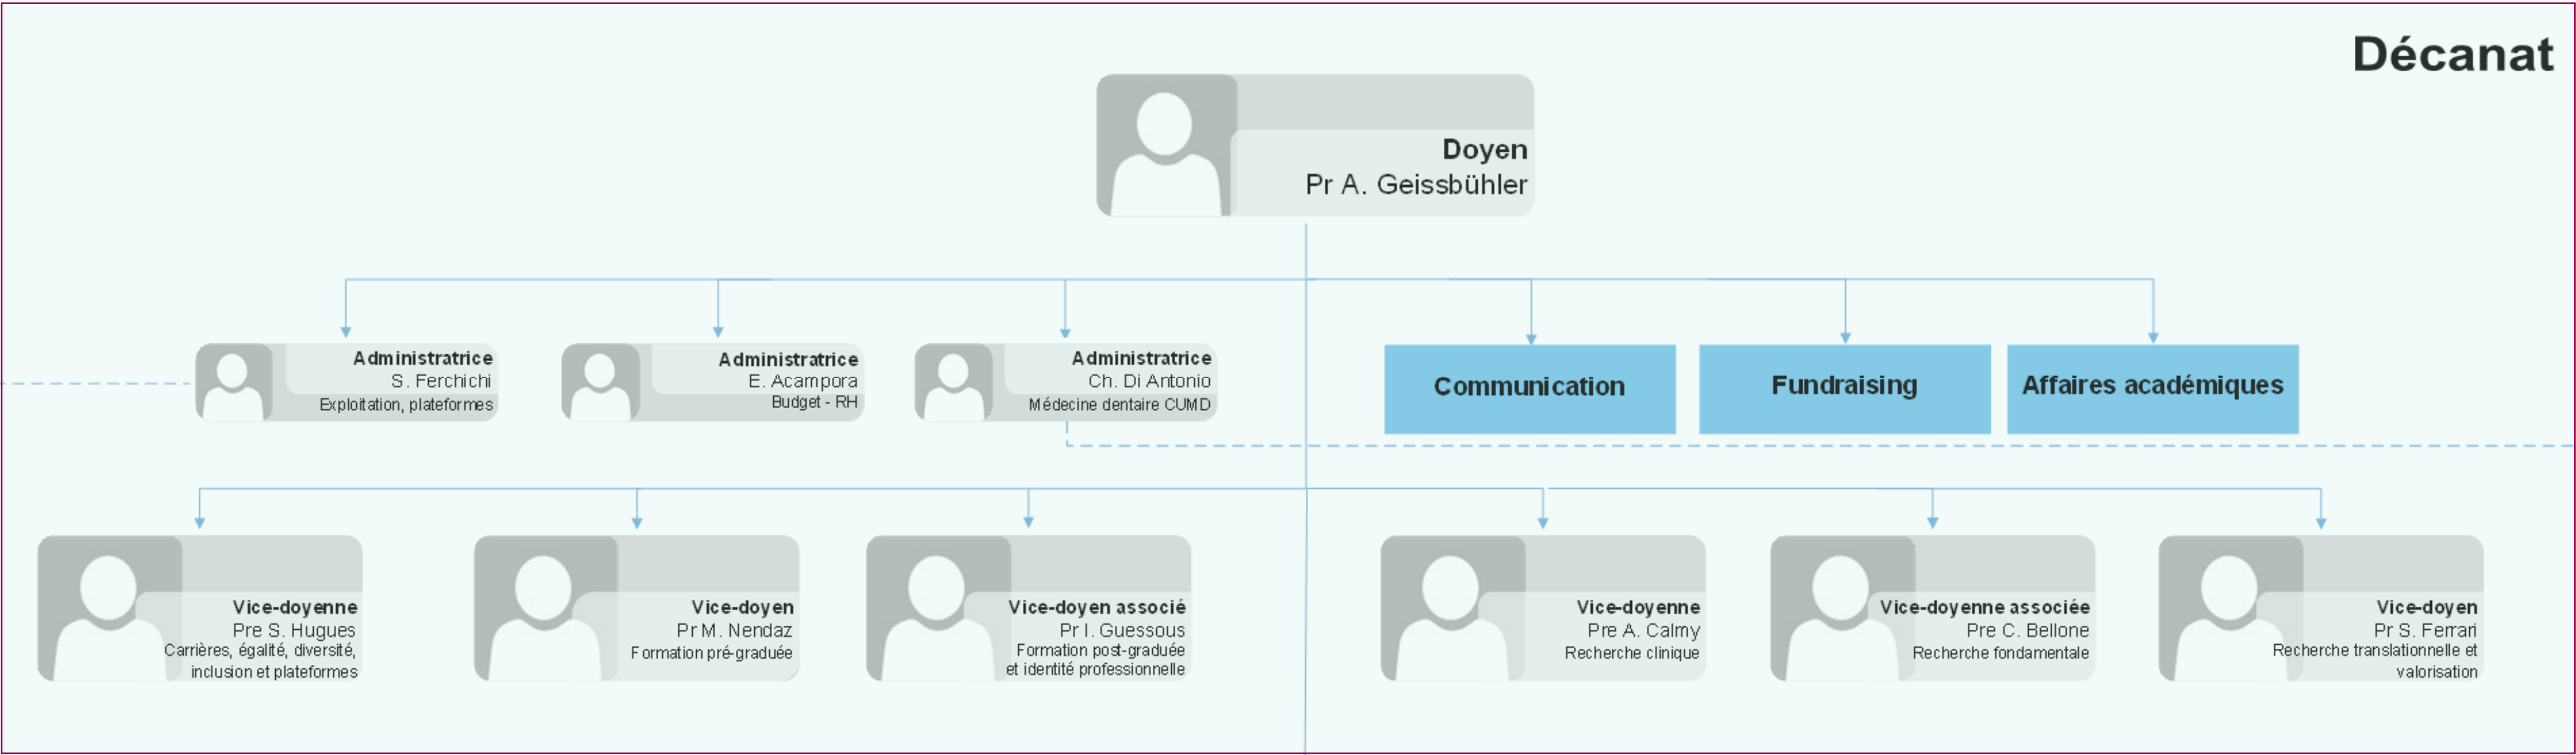 Décanat
Doyen
Pr A. Geissbühler
Administratrice
S. Ferchichi
Exploitation, plateformes
Administratrice
E. Acampora
Budget - RH
Administratrice
Ch. Di Antonio
Médecine dentaire CUMD
Communication
Fundraising
Affaires académiques
Vice-doyenne
Pre S. Hugues
Carrières, égalité, diversité,
inclusion et plateformes
Vice-doyen
Pr M. Nendaz
Formation pré-graduée
Vice-doyen associé
Pr I. Guessous
Formation post-graduée
et identité professionnelle
Vice-doyenne
Pre A. Calmy
Recherche clinique
Vice-doyenne associée
Pre C. Bellone
Recherche fondamentale
Vice-doyen
Pr S. Ferrari
Recherche translationnelle et
valorisation